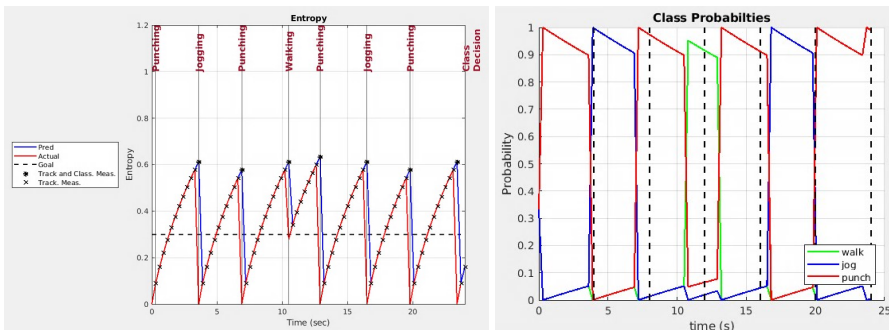 Entropy
1.2
1
0.8
0.6
0.4
0.2
0
0
5
10
15
20
Entropy
Time (sec)
Punching
Jogging
Punching
Walking
Punching
Jogging
Punching
Class
Decision
Pred
Actual
Goal
Track and Class. Meas.
Track. Meas.
Class Probabilties
1
0.9
0.8
0.7
0.6
0.5
0.4
0.3
0.2
0.1
0
0
5
10
15
20
25
Probability
time (s)
walk
jog
punch